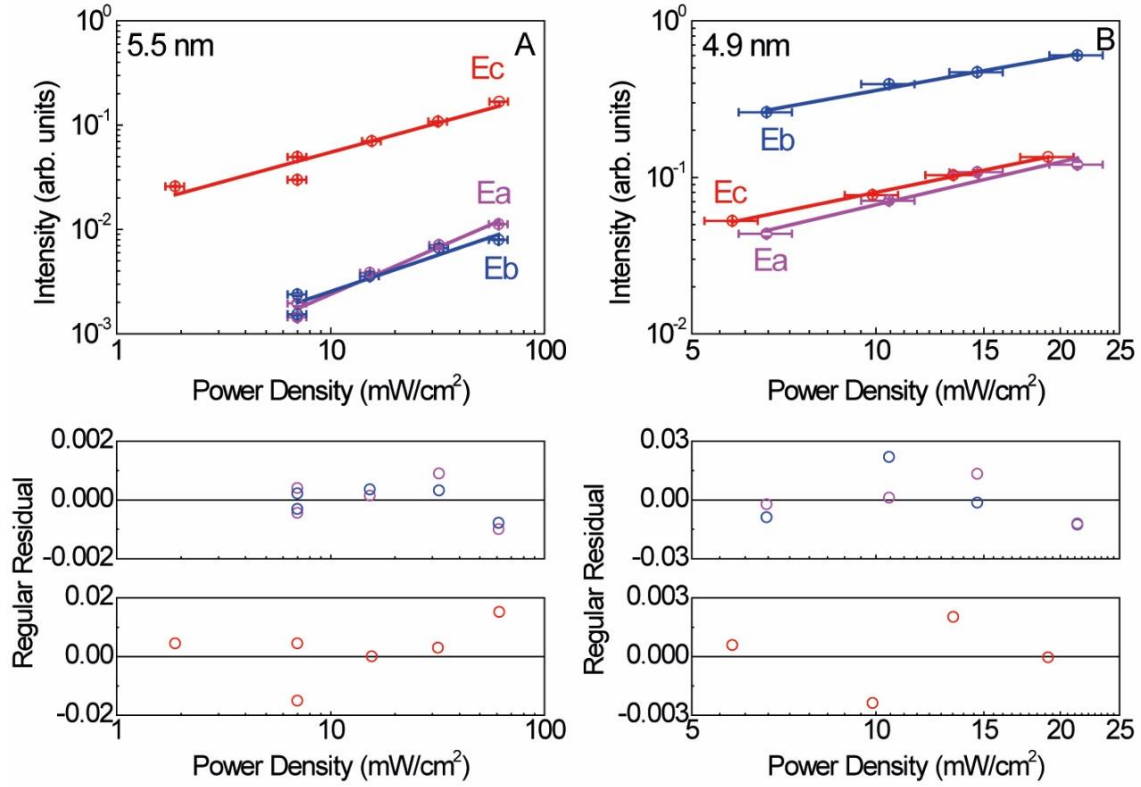 5.5 nm
A
Ec
Ea
Eb
10^0
10^-1
10^-2
10^-3
Intensity (arb. units)
1
10
100
Power Density (mW/cm^2)
4.9 nm
B
Eb
Ec
Ea
10^0
10^-1
10^-2
Intensity (arb. units)
5
10
15
20
25
Power Density (mW/cm^2)
Regular Residual
0.002
0.000
-0.002
0.02
0.00
-0.02
1
10
100
Power Density (mW/cm^2)
Regular Residual
0.03
0.00
-0.03
0.003
0.000
-0.003
5
10
15
20
25
Power Density (mW/cm^2)